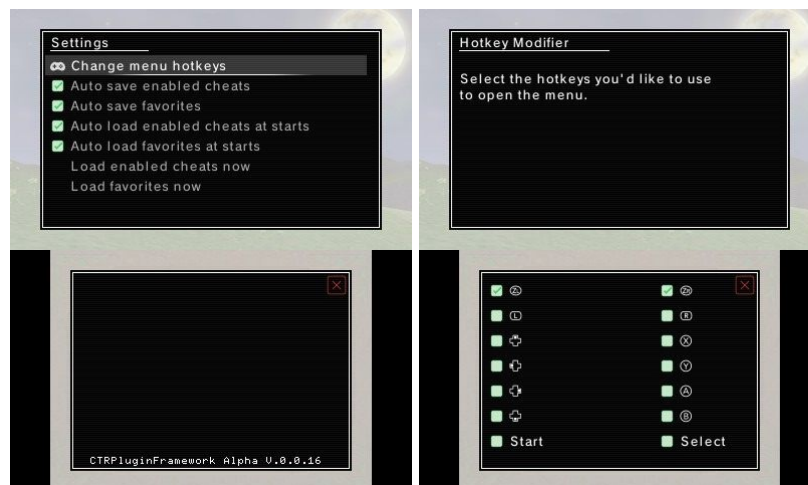 Settings
Change menu hotkeys
Auto save enabled cheats
Auto save favorites
Auto load enabled cheats at starts
Auto load favorites at starts
Load enabled cheats now
Load favorites now
CTRPluginFramework Alpha V.0.0.16
Hotkey Modifier
Select the hotkeys you'd like to use
to open the menu.
ZL ZR
L R
X
Y
A
B
Start Select